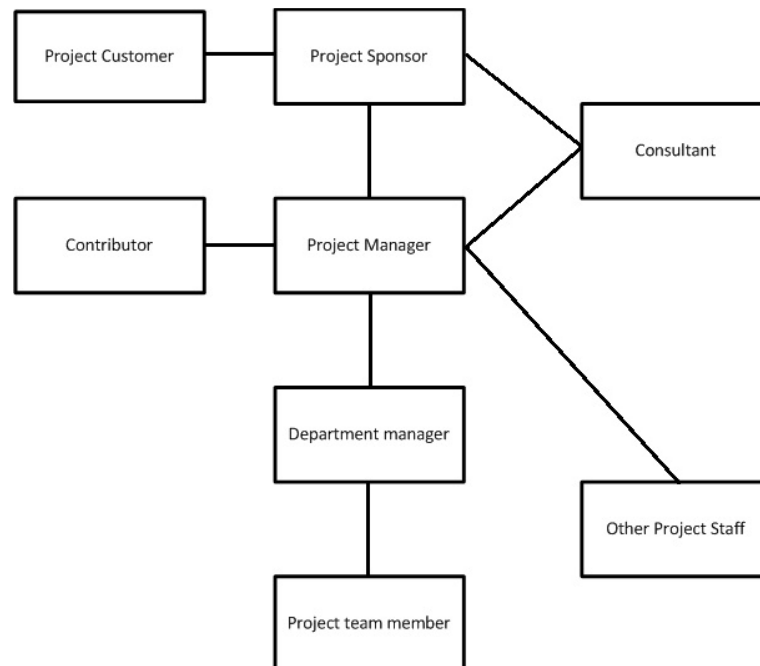 Project Customer
Project Sponsor
Consultant
Contributor
Project Manager
Department manager
Other Project Staff
Project team member